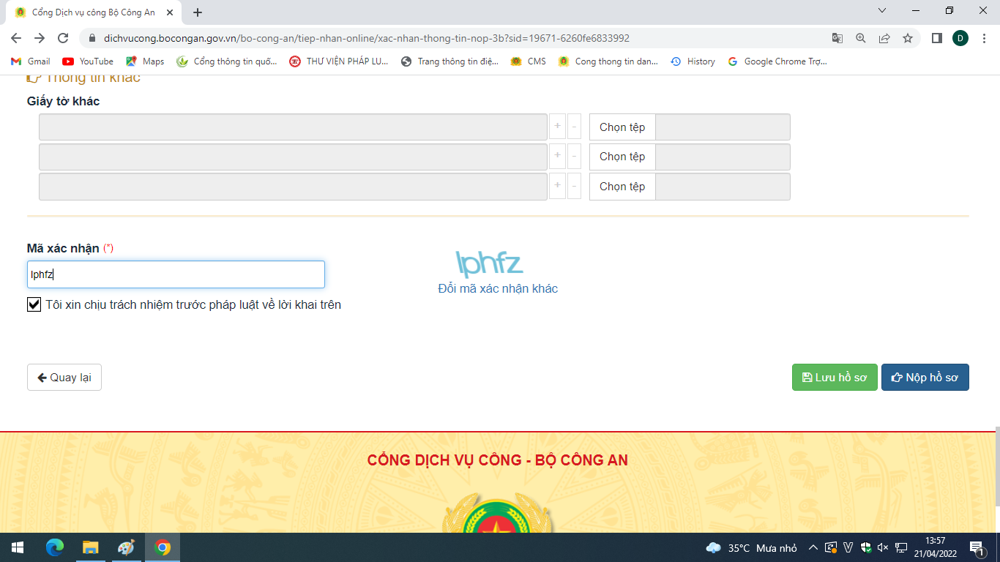 Cổng Dịch vụ công Bộ Công An
dichvucong.bocongan.gov.vn/bo-cong-an/tiep-nhan-online/xac-nhan-thong-tin-nop-3b?sid=19671-6260fe6833992
D
Gmail YouTube Maps Cổng thông tin quố... THƯ VIỆN PHÁP LU... Trang thông tin điệ... CMS Cong thong tin dan... History Google Chrome Trợ...
Thông tin khác
Giấy tờ khác
+ - Chọn tệp
+ - Chọn tệp
+ - Chọn tệp
Mã xác nhận (*)
lphfz
lphfz
Đổi mã xác nhận khác
Tôi xin chịu trách nhiệm trước pháp luật về lời khai trên
Quay lại Lưu hồ sơ Nộp hồ sơ
CỔNG DỊCH VỤ CÔNG - BỘ CÔNG AN
35°C Mưa nhỏ
13:57
21/04/2022
1